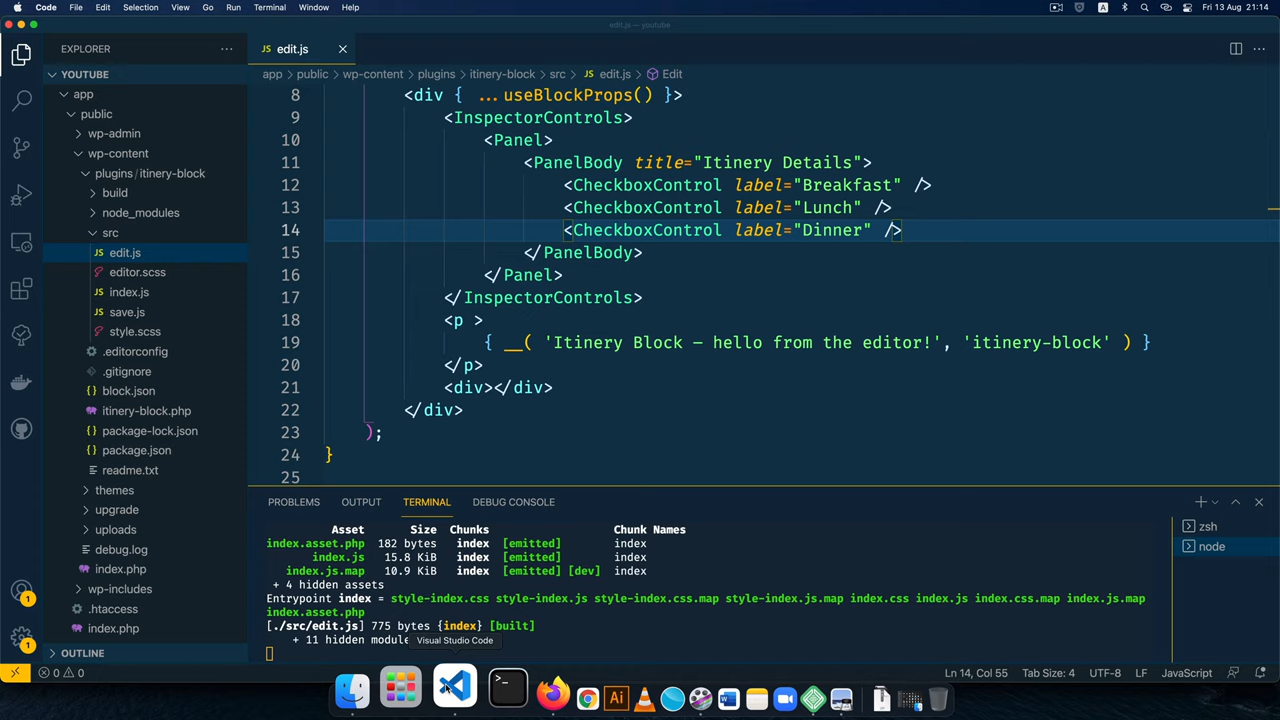 Code File Edit Selection View Go Run Terminal Window Help
A Fri 13 Aug 21:14
edit.js — youtube
EXPLORER
JS edit.js
YOUTUBE
app > public > wp-content > plugins > itinery-block > src > JS edit.js > Edit
app
public
wp-admin
wp-content
plugins / itinery-block
build
node_modules
src
JS edit.js
editor.scss
JS index.js
JS save.js
style.scss
.editorconfig
.gitignore
block.json
itinery-block.php
package-lock.json
package.json
readme.txt
themes
upgrade
uploads
debug.log
index.php
wp-includes
.htaccess
index.php
OUTLINE
8 <div { ...useBlockProps() }>
9 <InspectorControls>
10 <Panel>
11 <PanelBody title="Itinery Details">
12 <CheckboxControl label="Breakfast" />
13 <CheckboxControl label="Lunch" />
14 <CheckboxControl label="Dinner" />
15 </PanelBody>
16 </Panel>
17 </InspectorControls>
18 <p >
19 { __( 'Itinery Block – hello from the editor!', 'itinery-block' ) }
20 </p>
21 <div></div>
22 </div>
23 );
24 }
25
PROBLEMS OUTPUT TERMINAL DEBUG CONSOLE
Asset Size Chunks Chunk Names
index.asset.php 182 bytes index [emitted] index
index.js 15.8 KiB index [emitted] index
index.js.map 10.9 KiB index [emitted] [dev] index
+ 4 hidden assets
Entrypoint index = style-index.css style-index.js style-index.css.map style-index.js.map index.css index.js index.css.map index.js.map
index.asset.php
[./src/edit.js] 775 bytes {index} [built]
+ 11 hidden module
zsh
node
Visual Studio Code
1
1
0 0
Ln 14, Col 55 Tab Size: 4 UTF-8 LF JavaScript
>_
Ai
W